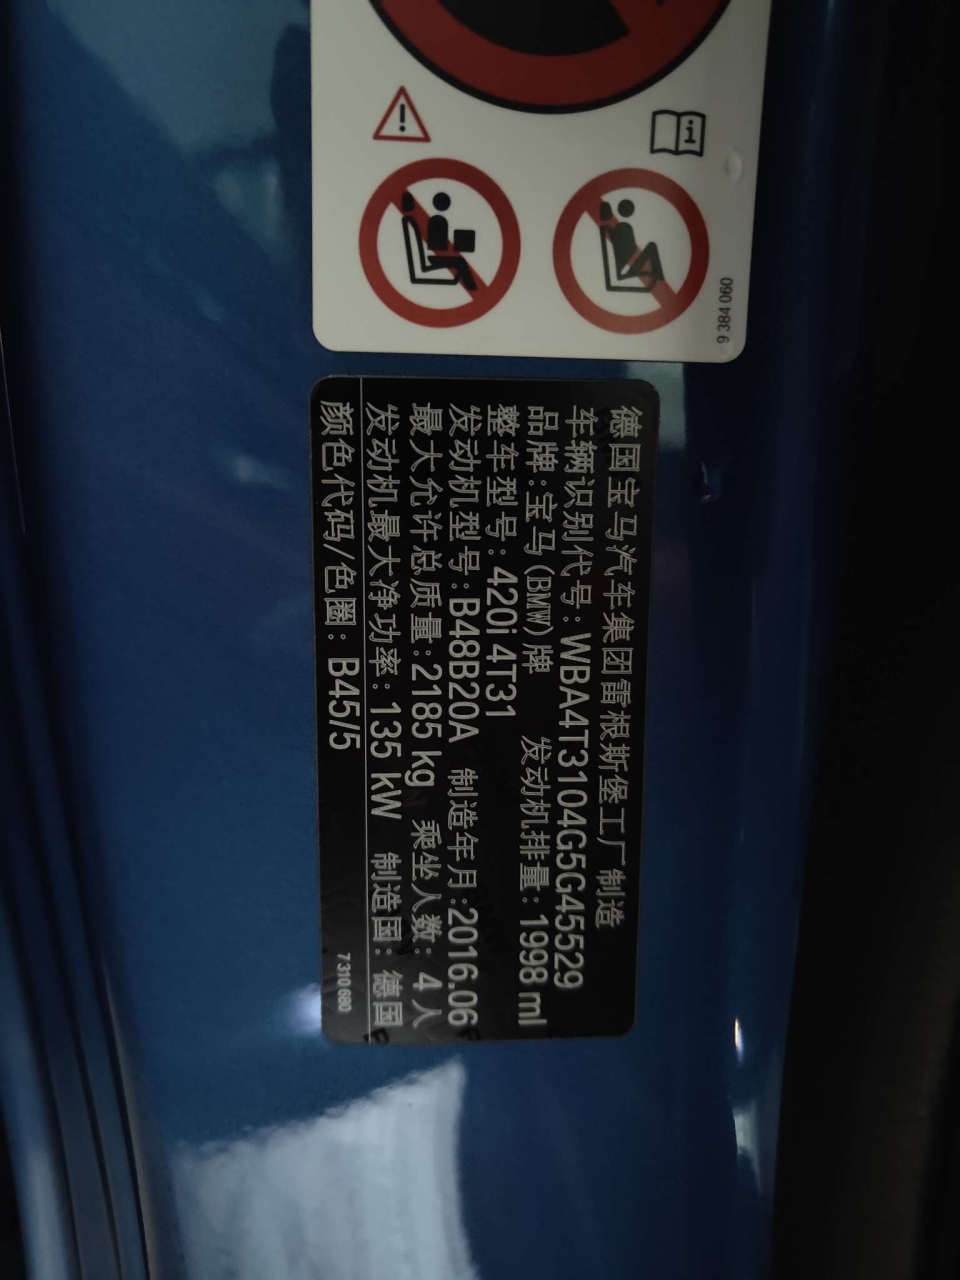 9 384 060
德国宝马汽车集团雷根斯堡工厂制造
车辆识别代号:WBA4T3104G5G45529
品牌:宝马(BMW)牌 发动机排量:1998 ml
整车型号:420i 4T31
发动机型号:B48B20A 制造年月:2016.06
最大允许总质量:2185 kg 乘坐人数: 4 人
发动机最大净功率: 135 kW 制造国: 德国
颜色代码/色圈: B45/5
7 310 680